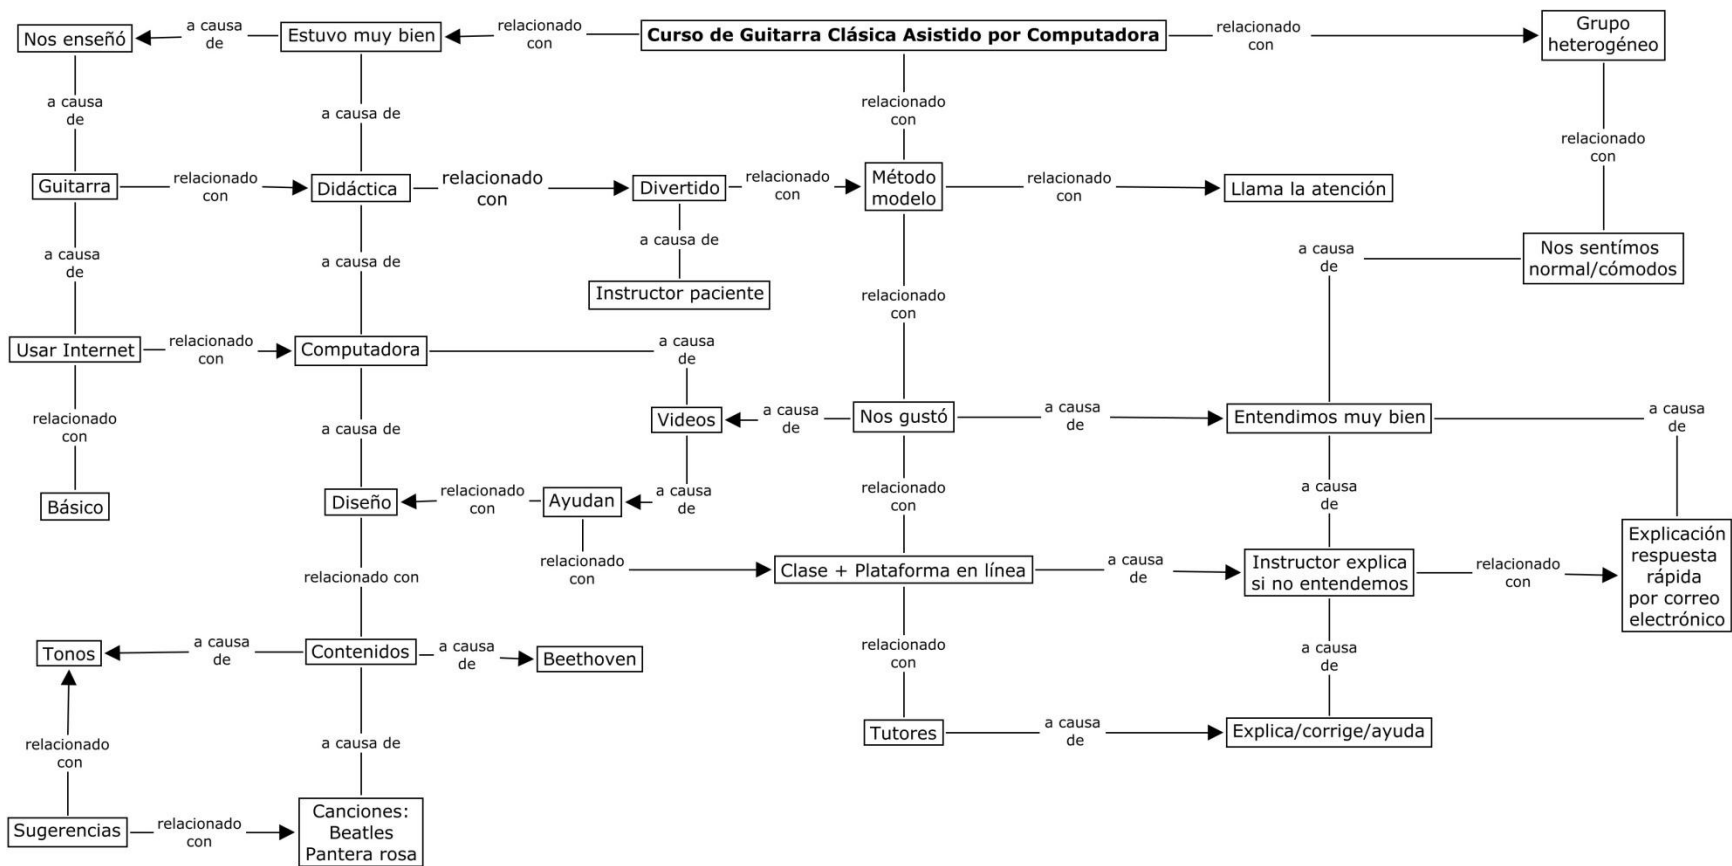 Nos enseñó
a causa
de
Estuvo muy bien
relacionado
con
Curso de Guitarra Clásica Asistido por Computadora
relacionado
con
Grupo
heterogéneo
a causa
de
a causa de
relacionado
con
relacionado
con
Guitarra
relacionado
con
Didáctica
relacionado
con
Divertido
relacionado
con
Método
modelo
relacionado
con
Llama la atención
a causa
de
a causa de
a causa de
Instructor paciente
relacionado
con
a causa
de
Nos sentímos
normal/cómodos
Usar Internet
relacionado
con
Computadora
a causa
de
relacionado
con
a causa de
Videos
a causa
de
Nos gustó
a causa
de
Entendimos muy bien
a causa
de
Básico
Diseño
relacionado
con
Ayudan
a causa
de
relacionado
con
a causa
de
relacionado con
relacionado
con
Clase + Plataforma en línea
a causa
de
Instructor explica
si no entendemos
relacionado
con
Explicación
respuesta
rápida
por correo
electrónico
Tonos
a causa
de
Contenidos
a causa
de
Beethoven
relacionado
con
a causa
de
relacionado
con
a causa de
Tutores
a causa
de
Explica/corrige/ayuda
Sugerencias
relacionado
con
Canciones:
Beatles
Pantera rosa